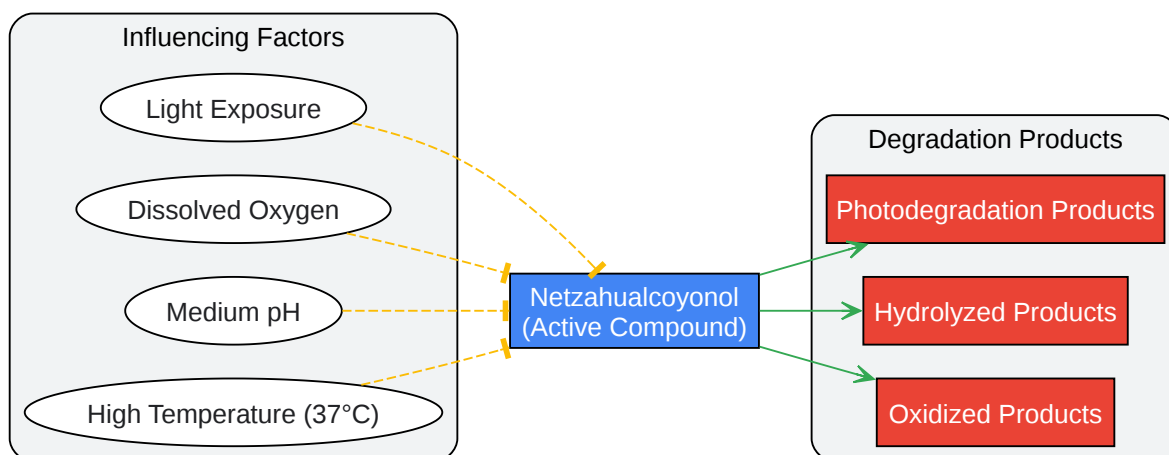 Influencing Factors
Light Exposure
Dissolved Oxygen
Medium pH
High Temperature (37°C)
Netzahualcoyonol
(Active Compound)
Degradation Products
Photodegradation Products
Hydrolyzed Products
Oxidized Products